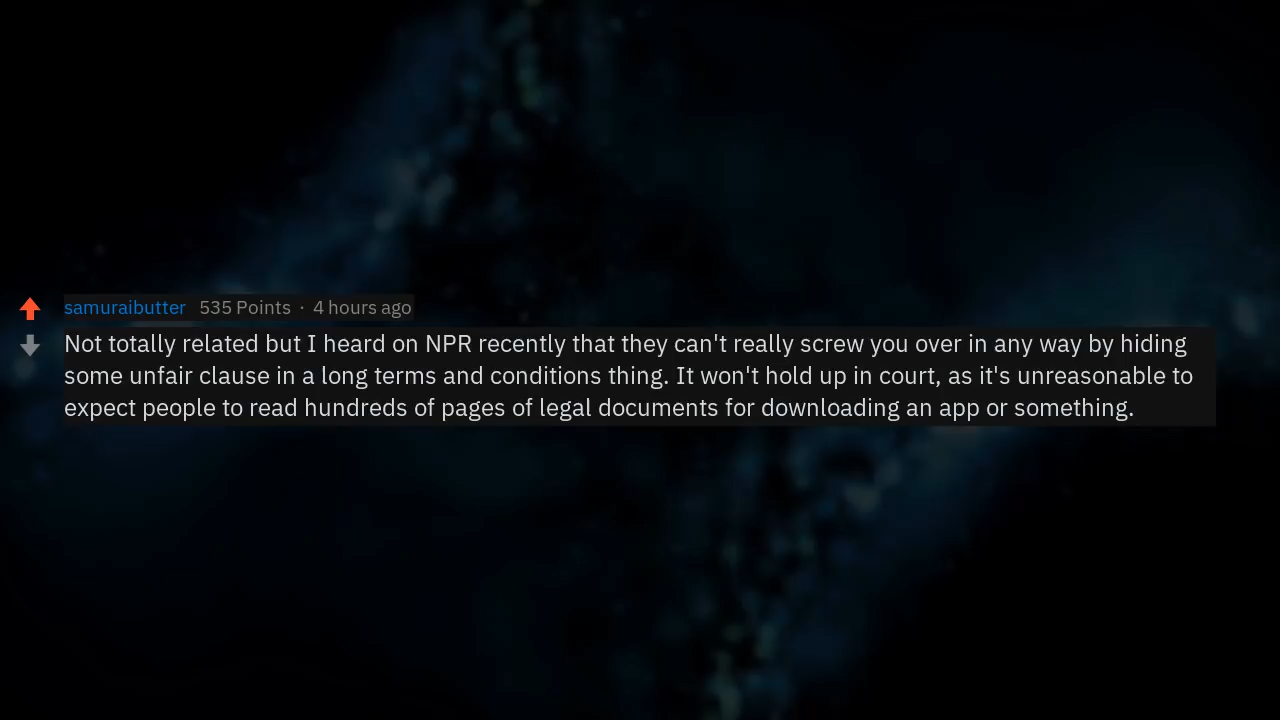 samuraibutter 535 Points · 4 hours ago
Not totally related but I heard on NPR recently that they can't really screw you over in any way by hiding
some unfair clause in a long terms and conditions thing. It won't hold up in court, as it's unreasonable to
expect people to read hundreds of pages of legal documents for downloading an app or something.